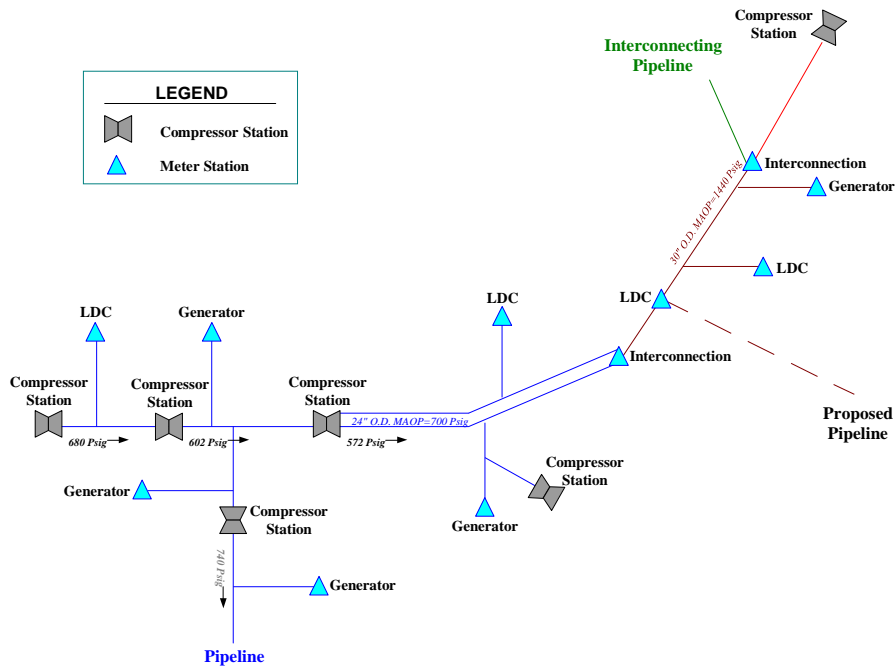 Compressor
Station
Interconnecting
Pipeline
LEGEND
Compressor Station
Meter Station
Interconnection
Generator
30" O.D. MAOP=1440 Psig
LDC
LDC
LDC
Generator
LDC
Interconnection
Compressor
Station
Compressor
Station
Compressor
Station
24" O.D. MAOP=700 Psig
680 Psig
602 Psig
572 Psig
Proposed
Pipeline
Compressor
Station
Generator
Generator
Compressor
Station
740 Psig
Generator
Pipeline